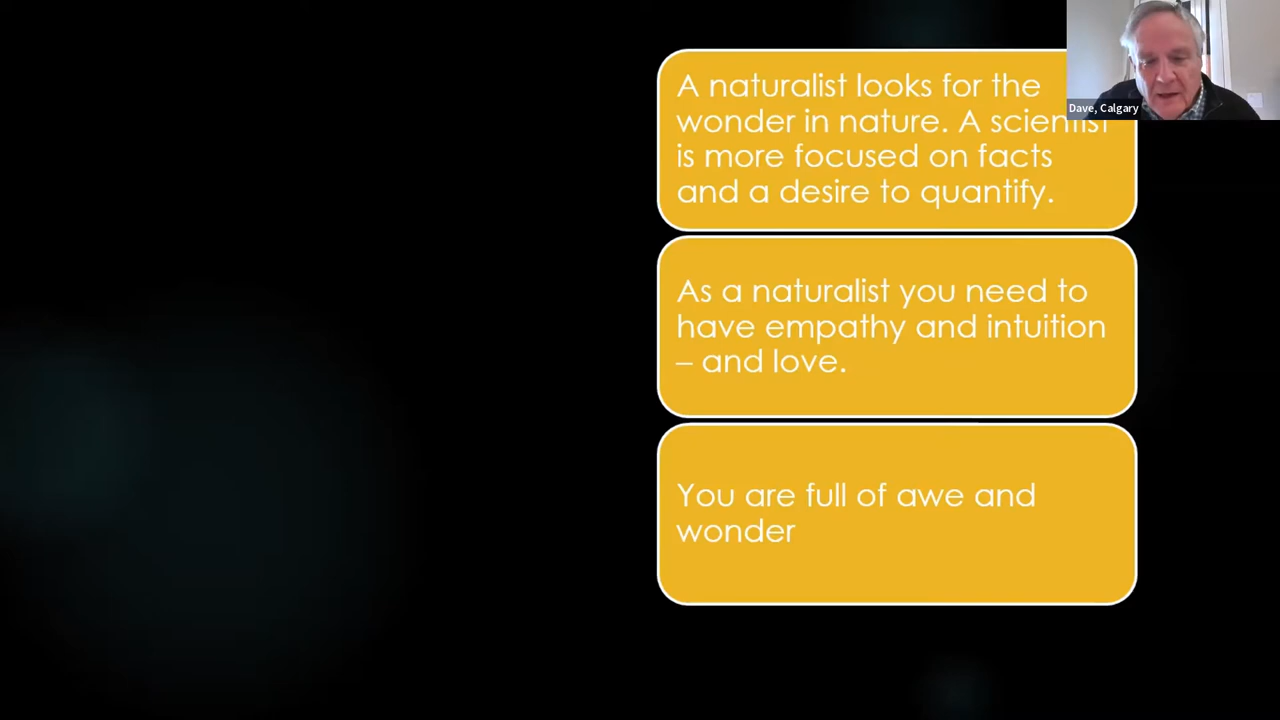 A naturalist looks for the
wonder in nature. A scientist
is more focused on facts
and a desire to quantify.
As a naturalist you need to
have empathy and intuition
– and love.
You are full of awe and
wonder
Dave, Calgary